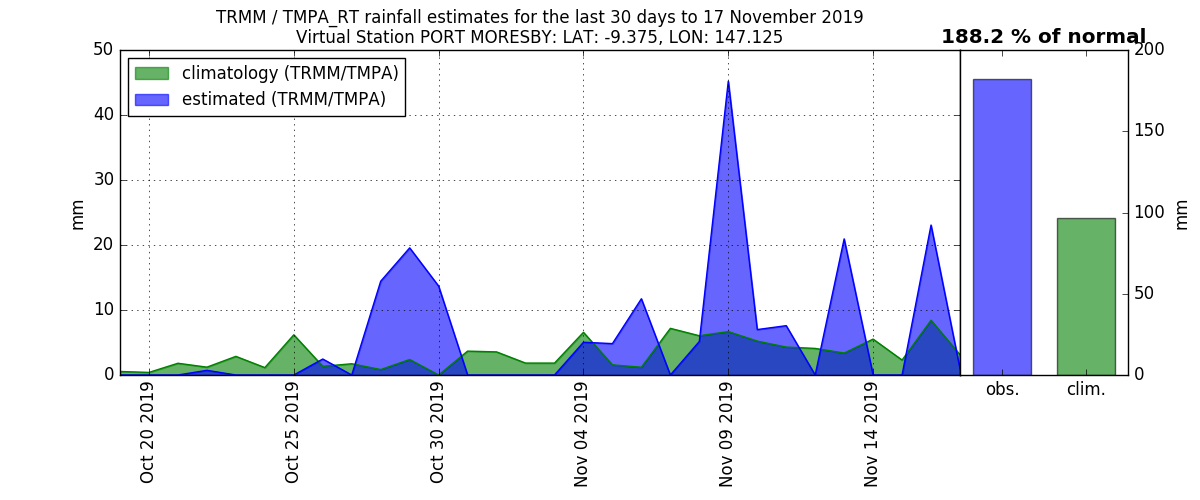 TRMM / TMPA_RT rainfall estimates for the last 30 days to 17 November 2019
Virtual Station PORT MORESBY: LAT: -9.375, LON: 147.125
188.2 % of normal
climatology (TRMM/TMPA)
estimated (TRMM/TMPA)
50
40
30
20
10
0
mm
Oct 20 2019
Oct 25 2019
Oct 30 2019
Nov 04 2019
Nov 09 2019
Nov 14 2019
obs.
clim.
200
150
100
50
0
mm